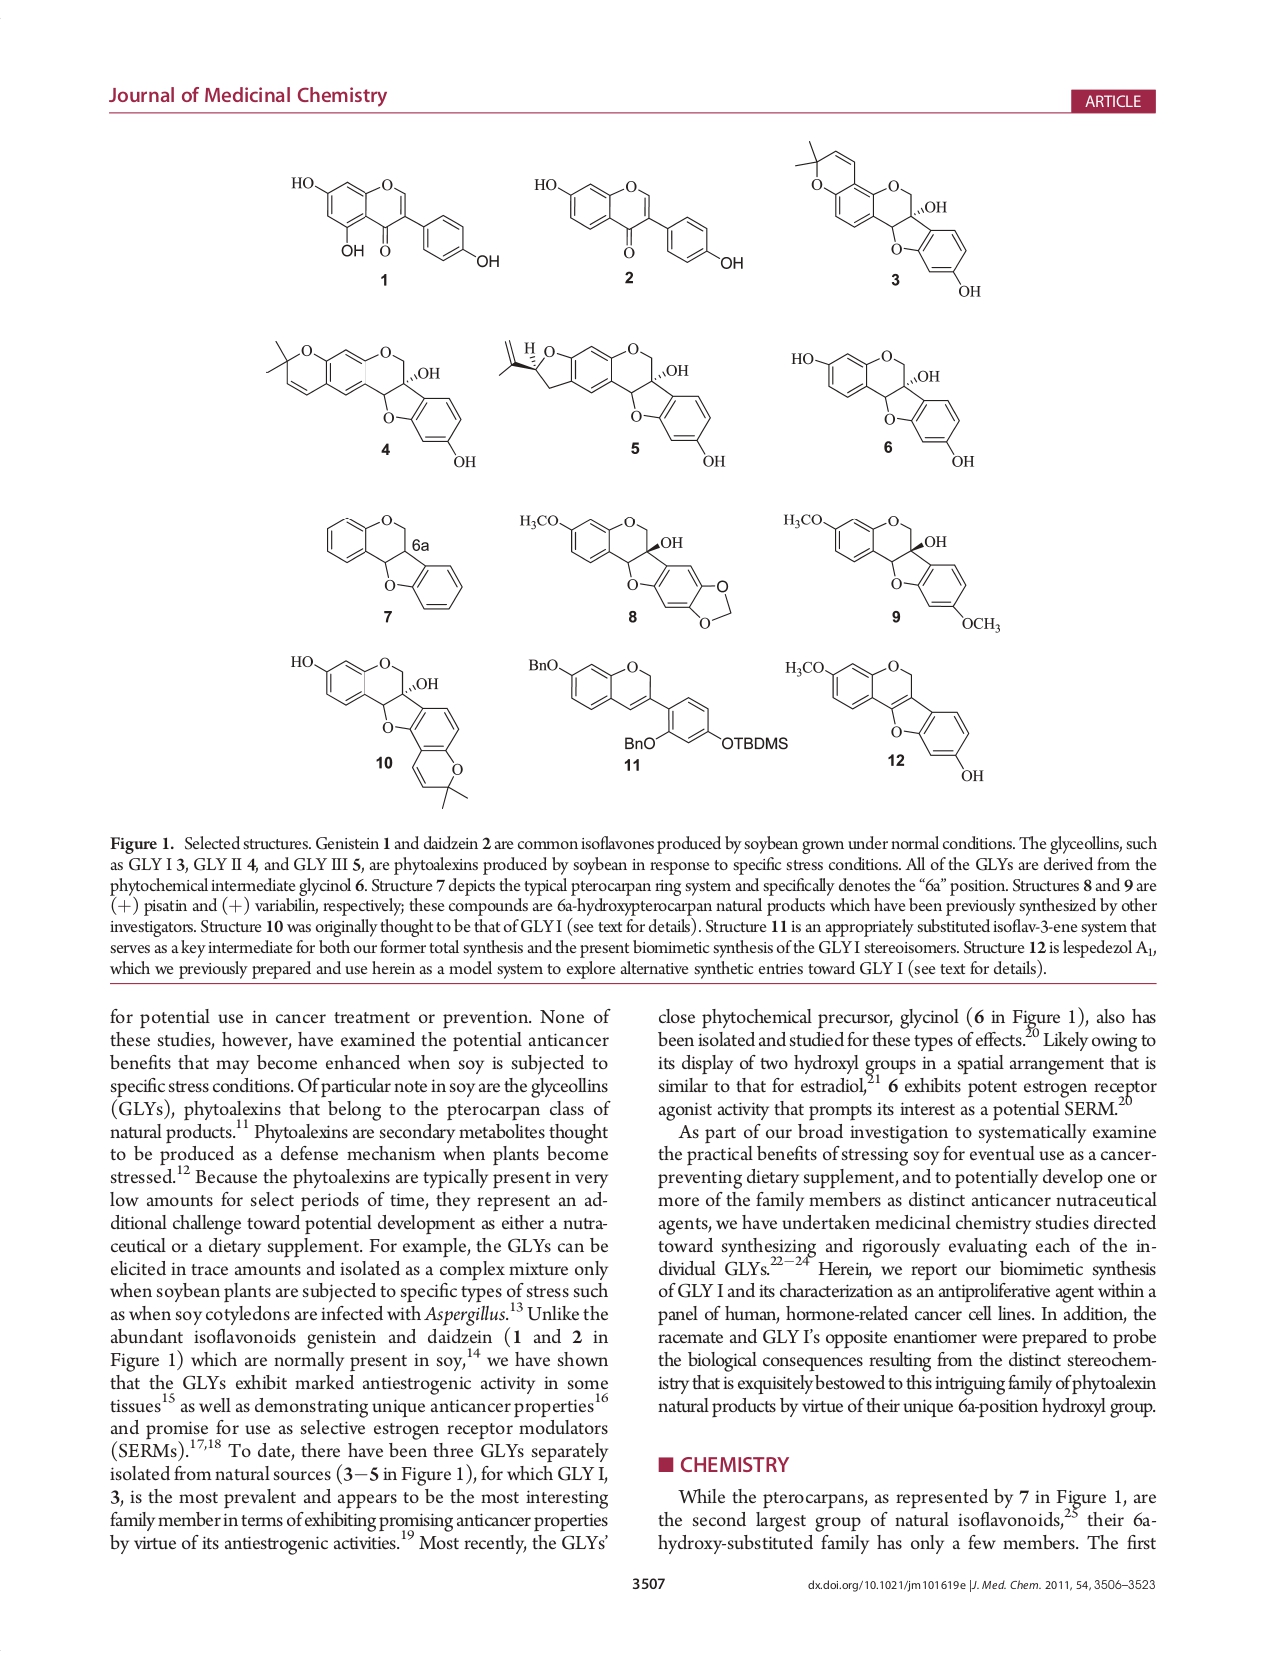 Journal of Medicinal Chemistry
ARTICLE
HO
O
OH
O
OH
1
HO
O
O
OH
2
O
O
OH
O
OH
3
O
O
OH
O
OH
4
H
O
O
OH
O
OH
5
HO
O
OH
O
OH
6
O
6a
O
7
H₃CO
O
OH
O
O
O
8
H₃CO
O
OH
O
OCH₃
9
HO
O
OH
O
O
10
BnO
O
BnO
OTBDMS
11
H₃CO
O
O
OH
12
Figure 1. Selected structures. Genistein 1 and daidzein 2 are common isoflavones produced by soybean grown under normal conditions. The glyceollins, such
as GLY I 3, GLY II 4, and GLY III 5, are phytoalexins produced by soybean in response to specific stress conditions. All of the GLYs are derived from the
phytochemical intermediate glycinol 6. Structure 7 depicts the typical pterocarpan ring system and specifically denotes the “6a” position. Structures 8 and 9 are
(+) pisatin and (+) variabilin, respectively; these compounds are 6a-hydroxypterocarpan natural products which have been previously synthesized by other
investigators. Structure 10 was originally thought to be that of GLY I (see text for details). Structure 11 is an appropriately substituted isoflav-3-ene system that
serves as a key intermediate for both our former total synthesis and the present biomimetic synthesis of the GLY I stereoisomers. Structure 12 is lespedezol A₁,
which we previously prepared and use herein as a model system to explore alternative synthetic entries toward GLY I (see text for details).
for potential use in cancer treatment or prevention. None of
these studies, however, have examined the potential anticancer
benefits that may become enhanced when soy is subjected to
specific stress conditions. Of particular note in soy are the glyceollins
(GLYs), phytoalexins that belong to the pterocarpan class of
natural products.¹¹ Phytoalexins are secondary metabolites thought
to be produced as a defense mechanism when plants become
stressed.¹² Because the phytoalexins are typically present in very
low amounts for select periods of time, they represent an ad-
ditional challenge toward potential development as either a nutra-
ceutical or a dietary supplement. For example, the GLYs can be
elicited in trace amounts and isolated as a complex mixture only
when soybean plants are subjected to specific types of stress such
as when soy cotyledons are infected with Aspergillus.¹³ Unlike the
abundant isoflavonoids genistein and daidzein (1 and 2 in
Figure 1) which are normally present in soy,¹⁴ we have shown
that the GLYs exhibit marked antiestrogenic activity in some
tissues¹⁵ as well as demonstrating unique anticancer properties¹⁶
and promise for use as selective estrogen receptor modulators
(SERMs).¹⁷,¹⁸ To date, there have been three GLYs separately
isolated from natural sources (3−5 in Figure 1), for which GLY I,
3, is the most prevalent and appears to be the most interesting
family member in terms of exhibiting promising anticancer properties
by virtue of its antiestrogenic activities.¹⁹ Most recently, the GLYs’
close phytochemical precursor, glycinol (6 in Figure 1), also has
been isolated and studied for these types of effects.²⁰ Likely owing to
its display of two hydroxyl groups in a spatial arrangement that is
similar to that for estradiol,²¹ 6 exhibits potent estrogen receptor
agonist activity that prompts its interest as a potential SERM.²⁰
As part of our broad investigation to systematically examine
the practical benefits of stressing soy for eventual use as a cancer-
preventing dietary supplement, and to potentially develop one or
more of the family members as distinct anticancer nutraceutical
agents, we have undertaken medicinal chemistry studies directed
toward synthesizing and rigorously evaluating each of the in-
dividual GLYs.²²⁻²⁴ Herein, we report our biomimetic synthesis
of GLY I and its characterization as an antiproliferative agent within a
panel of human, hormone-related cancer cell lines. In addition, the
racemate and GLY I’s opposite enantiomer were prepared to probe
the biological consequences resulting from the distinct stereochem-
istry that is exquisitely bestowed to this intriguing family of phytoalexin
natural products by virtue of their unique 6a-position hydroxyl group.
■ CHEMISTRY
While the pterocarpans, as represented by 7 in Figure 1, are
the second largest group of natural isoflavonoids,²⁵ their 6a-
hydroxy-substituted family has only a few members. The first
3507
dx.doi.org/10.1021/jm101619e |J. Med. Chem. 2011, 54, 3506–3523